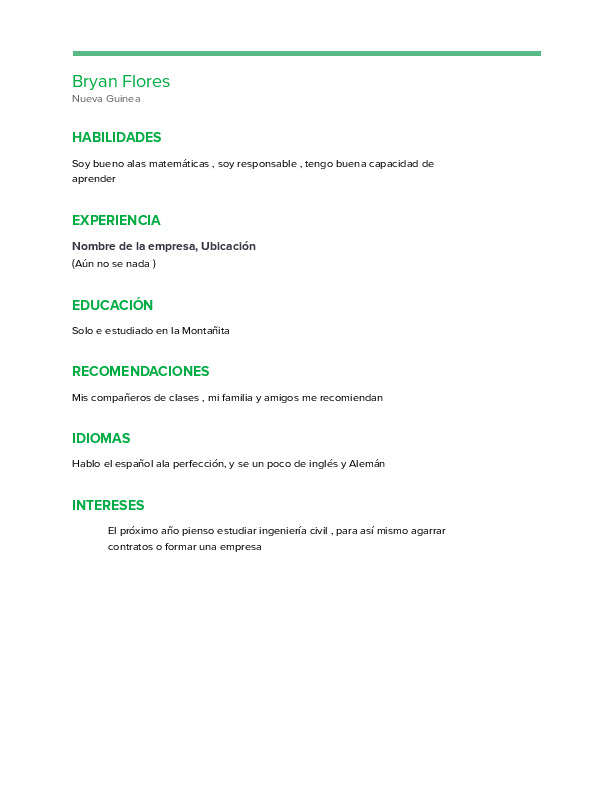 Bryan Flores
Nueva Guinea
HABILIDADES
Soy bueno alas matemáticas , soy responsable , tengo buena capacidad de
aprender
EXPERIENCIA
Nombre de la empresa, Ubicación
(Aún no se nada )
EDUCACIÓN
Solo e estudiado en la Montañita
RECOMENDACIONES
Mis compañeros de clases , mi familia y amigos me recomiendan
IDIOMAS
Hablo el español ala perfección, y se un poco de inglés y Alemán
INTERESES
El próximo año pienso estudiar ingeniería civil , para así mismo agarrar
contratos o formar una empresa